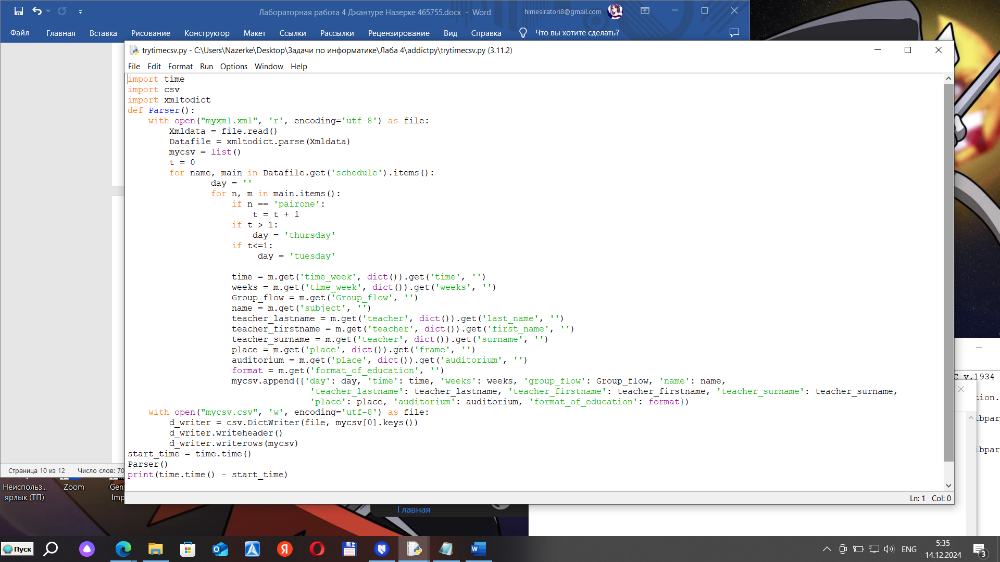 Лабораторная работа 4 Джантуре Назерке 465755.docx - Word
himesiratori8@gmail.com
Файл Главная Вставка Рисование Конструктор Макет Ссылки Рассылки Рецензирование Вид Справка Что вы хотите сделать?
trytimecsv.py - C:\Users\Nazerke\Desktop\Задачи по информатике\Лаба 4\addictpy\trytimecsv.py (3.11.2)
File Edit Format Run Options Window Help
import time
import csv
import xmltodict
def Parser():
    with open("myxml.xml", 'r', encoding='utf-8') as file:
        Xmldata = file.read()
        Datafile = xmltodict.parse(Xmldata)
        mycsv = list()
        t = 0
        for name, main in Datafile.get('schedule').items():
                day = ''
                for n, m in main.items():
                    if n == 'pairone':
                        t = t + 1
                    if t > 1:
                        day = 'thursday'
                    if t<=1:
                         day = 'tuesday'
                    time = m.get('time_week', dict()).get('time', '')
                    weeks = m.get('time_week', dict()).get('weeks', '')
                    Group_flow = m.get('Group_flow', '')
                    name = m.get('subject', '')
                    teacher_lastname = m.get('teacher', dict()).get('last_name', '')
                    teacher_firstname = m.get('teacher', dict()).get('first_name', '')
                    teacher_surname = m.get('teacher', dict()).get('surname', '')
                    place = m.get('place', dict()).get('frame', '')
                    auditorium = m.get('place', dict()).get('auditorium', '')
                    format = m.get('format_of_education', '')
                    mycsv.append({'day': day, 'time': time, 'weeks': weeks, 'group_flow': Group_flow, 'name': name,
                                   'teacher_lastname': teacher_lastname, 'teacher_firstname': teacher_firstname, 'teacher_surname': teacher_surname,
                                   'place': place, 'auditorium': auditorium, 'format_of_education': format})
    with open("mycsv.csv", 'w', encoding='utf-8') as file:
        d_writer = csv.DictWriter(file, mycsv[0].keys())
        d_writer.writeheader()
        d_writer.writerows(mycsv)
start_time = time.time()
Parser()
print(time.time() - start_time)
Ln: 1 Col: 0
C v.1934
tion.
ibpar
ibpar
Страница 10 из 12 Число слов: 70
Неиспольз...
ярлык (ТП)
Zoom
Gen
Imp
Главная
Пуск
ENG
5:35
14.12.2024
3